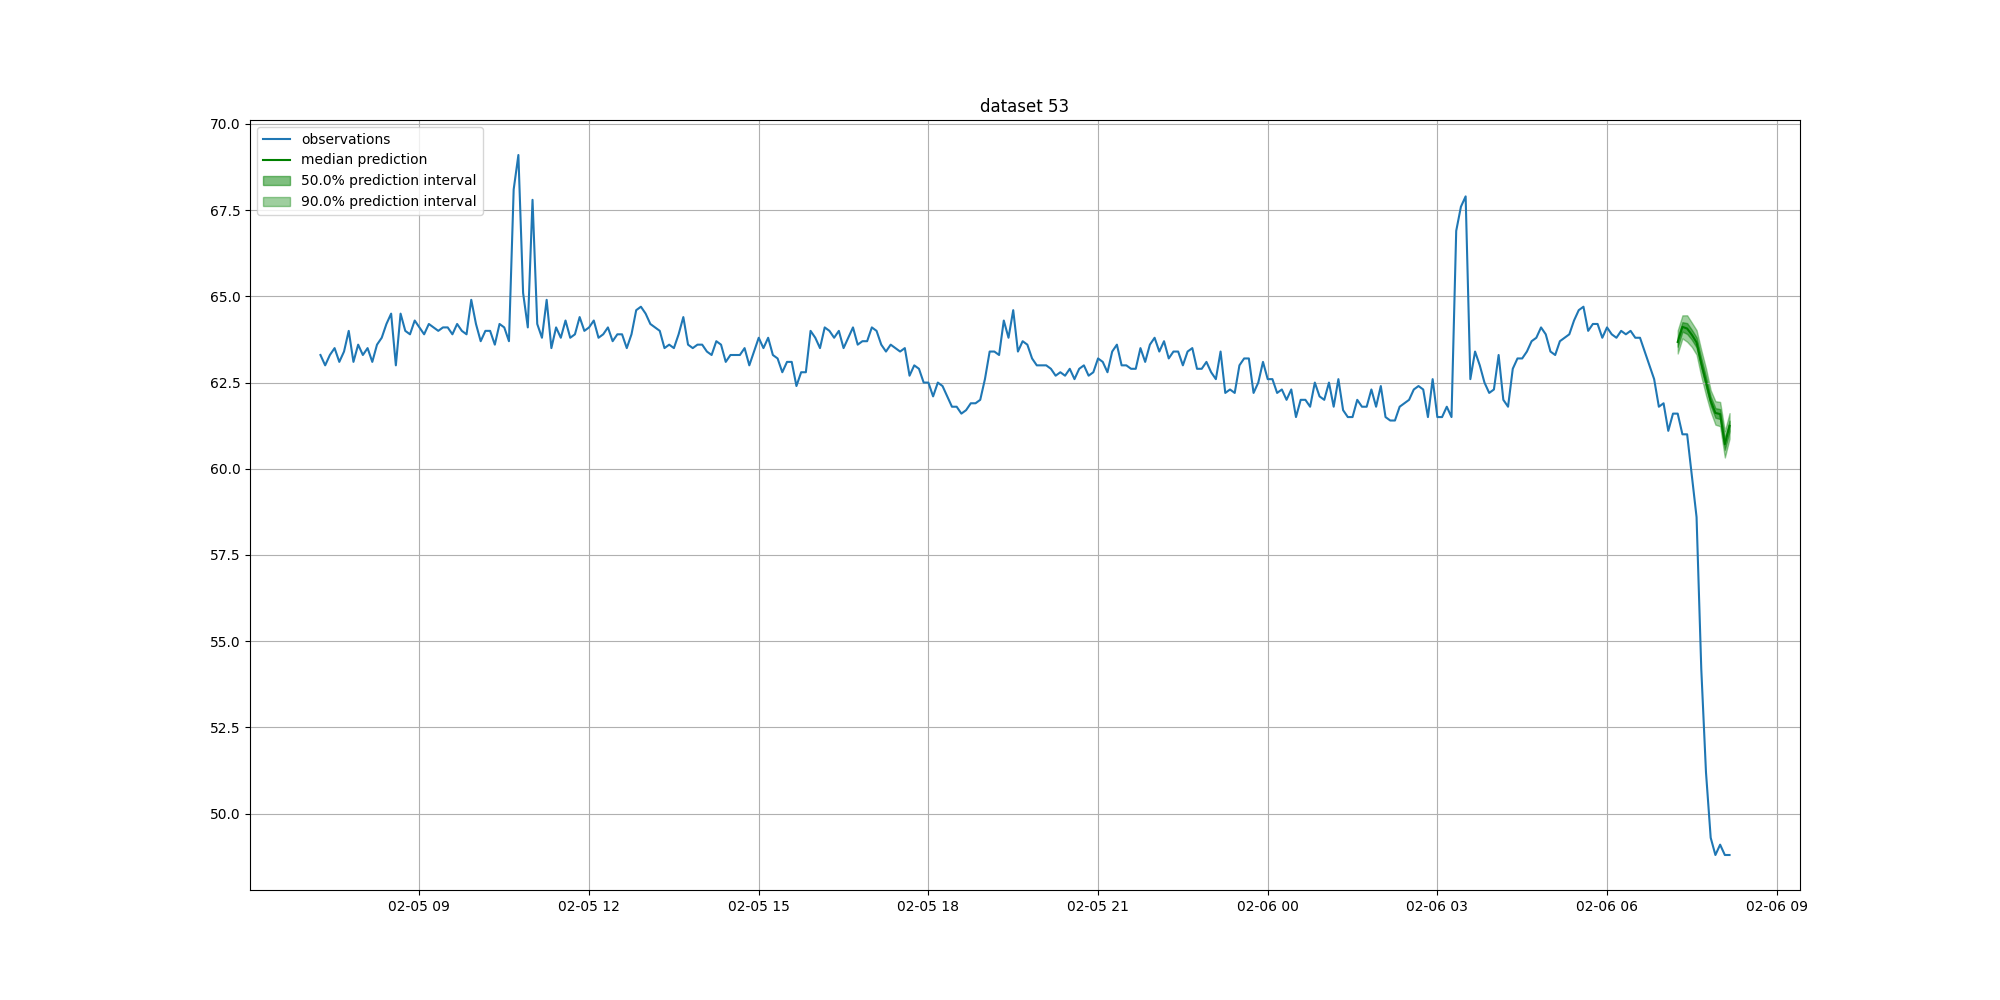 dataset 53
observations
median prediction
50.0% prediction interval
90.0% prediction interval
70.0
67.5
65.0
62.5
60.0
57.5
55.0
52.5
50.0
02-05 09 02-05 12 02-05 15 02-05 18 02-05 21 02-06 00 02-06 03 02-06 06 02-06 09